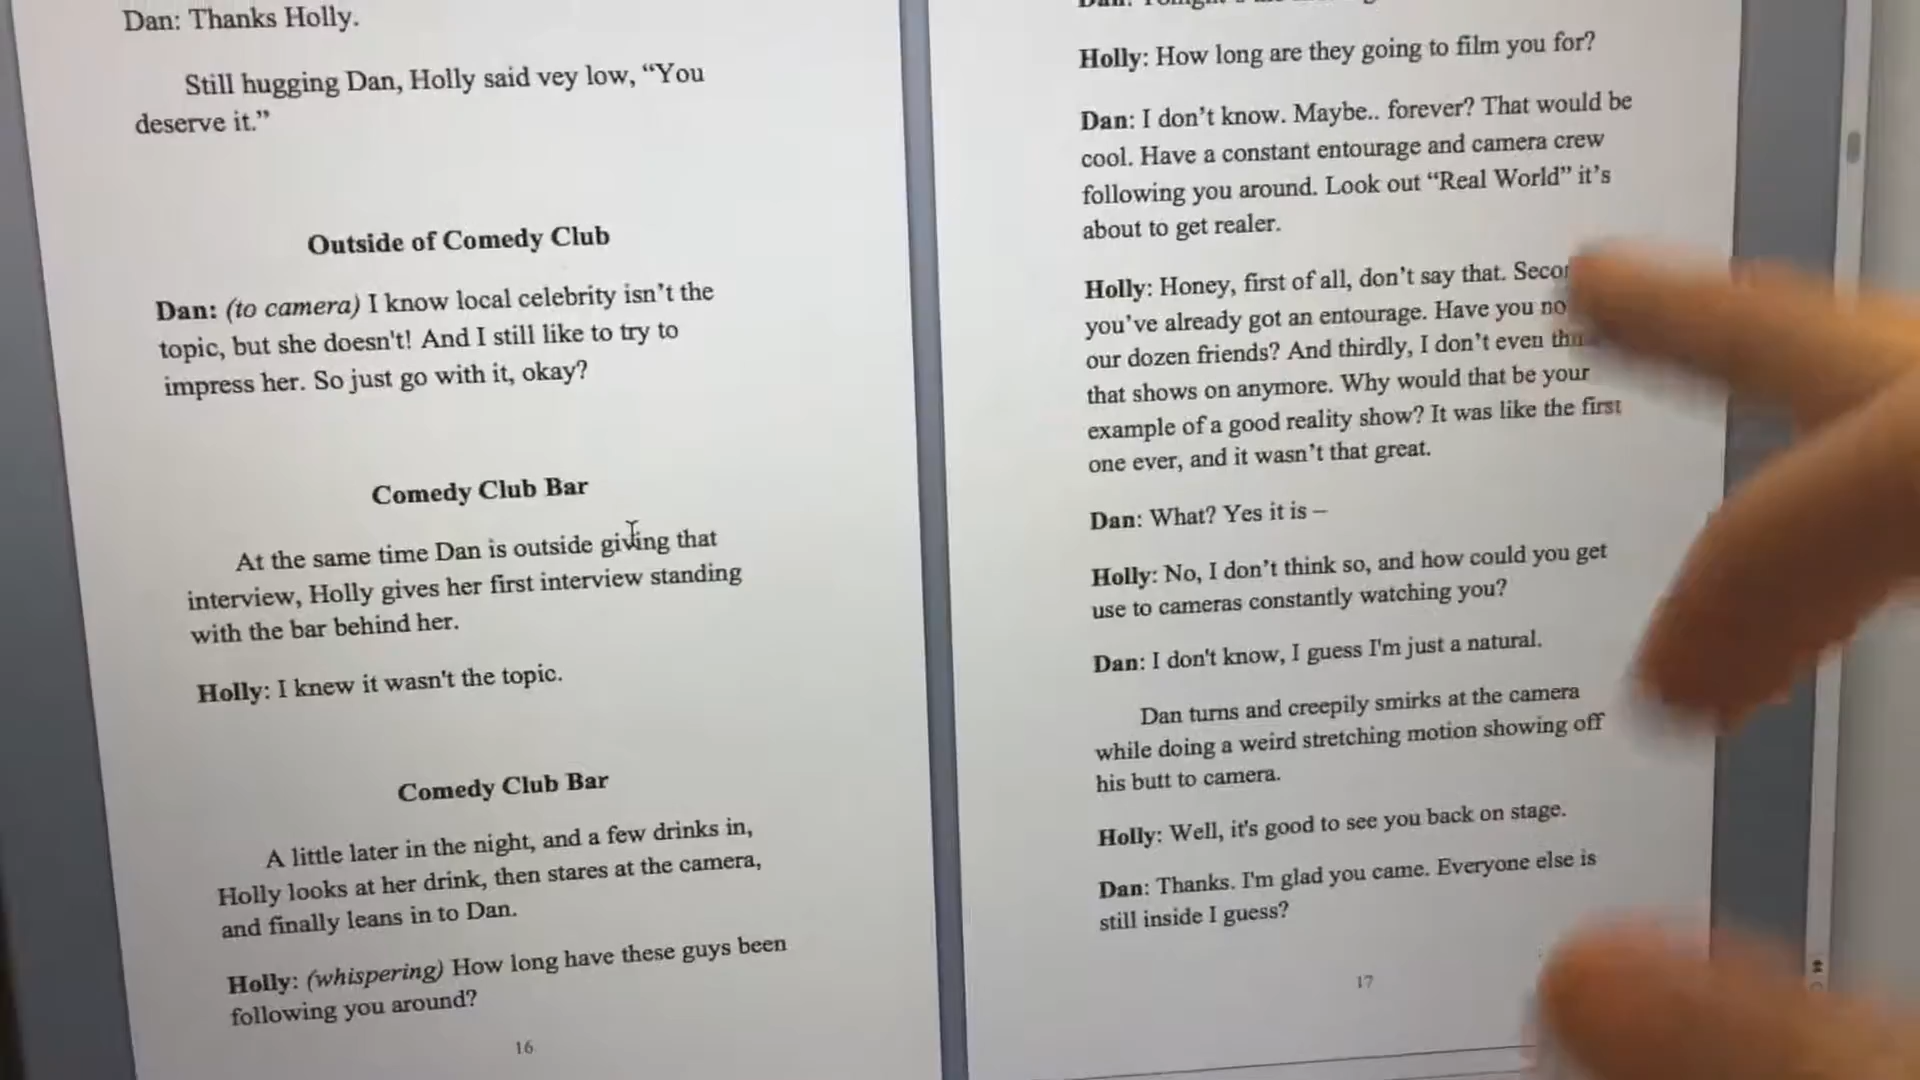 Dan: Thanks Holly.
Still hugging Dan, Holly said vey low, “You
deserve it.”
Outside of Comedy Club
Dan: (to camera) I know local celebrity isn’t the
topic, but she doesn't! And I still like to try to
impress her. So just go with it, okay?
Comedy Club Bar
At the same time Dan is outside giving that
interview, Holly gives her first interview standing
with the bar behind her.
Holly: I knew it wasn't the topic.
Comedy Club Bar
A little later in the night, and a few drinks in,
Holly looks at her drink, then stares at the camera,
and finally leans in to Dan.
Holly: (whispering) How long have these guys been
following you around?
16
Holly: How long are they going to film you for?
Dan: I don’t know. Maybe.. forever? That would be
cool. Have a constant entourage and camera crew
following you around. Look out “Real World” it’s
about to get realer.
Holly: Honey, first of all, don’t say that.
you’ve already got an entourage. Have you
our dozen friends? And thirdly, I don’t even
that shows on anymore. Why would that be your
example of a good reality show? It was like the first
one ever, and it wasn’t that great.
Dan: What? Yes it is –
Holly: No, I don’t think so, and how could you get
use to cameras constantly watching you?
Dan: I don't know, I guess I'm just a natural.
Dan turns and creepily smirks at the camera
while doing a weird stretching motion showing off
his butt to camera.
Holly: Well, it's good to see you back on stage.
Dan: Thanks. I'm glad you came. Everyone else is
still inside I guess?
17